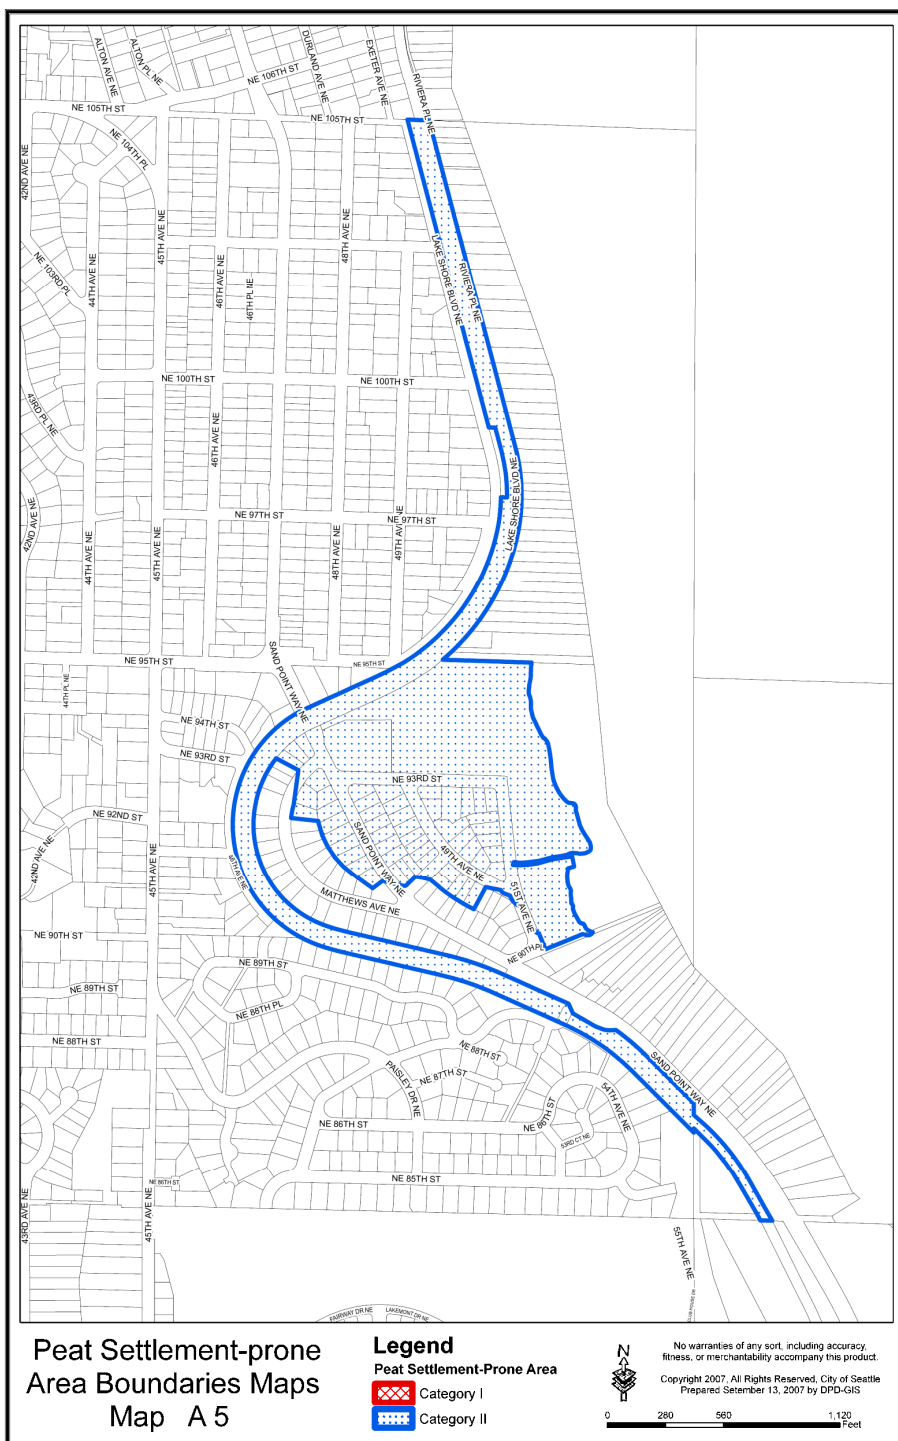 ALTON AVE NE
ALTON PL NE
DURLAND AVE NE
EXETER AVE NE
RIVIERA PL NE
NE 106TH ST
NE 105TH ST
NE 105TH ST
NE 104TH PL
42ND AVE NE
45TH AVE NE
48TH AVE NE
LAKE SHORE BLVD NE
RIVIERA PL NE
NE 103RD PL
44TH AVE NE
46TH AVE NE
46TH PL NE
NE 100TH ST
NE 100TH ST
43RD PL NE
46TH AVE NE
LAKE SHORE BLVD NE
42ND AVE NE
NE 97TH ST
NE 97TH ST
44TH AVE NE
45TH AVE NE
48TH AVE NE
49TH AVE NE
NE 95TH ST
SAND POINT WAY NE
NE 95TH ST
44TH PL NE
NE 94TH ST
NE 93RD ST
NE 93RD ST
NE 92ND ST
42ND AVE NE
45TH AVE NE
46TH AVE NE
SAND POINT WAY NE
49TH AVE NE
51ST AVE NE
MATTHEWS AVE NE
NE 90TH ST
NE 90TH PL
NE 89TH ST
NE 89TH ST
NE 88TH PL
NE 88TH ST
NE 88TH ST
NE 87TH ST
PAISLEY DR NE
SAND POINT WAY NE
54TH AVE NE
NE 86TH ST
NE 86TH ST
53RD CT NE
NE 85TH ST
NE 86TH ST
43RD AVE NE
45TH AVE NE
55TH AVE NE
FAIRWAY DR NE
LAKEMONT DR NE
Peat Settlement-prone
Area Boundaries Maps
Map A 5
Legend
Peat Settlement-Prone Area
Category I
Category II
N
No warranties of any sort, including accuracy,
fitness, or merchantability accompany this product.
Copyright 2007, All Rights Reserved, City of Seattle
Prepared Setember 13, 2007 by DPD-GIS
0 280 560 1,120
Feet